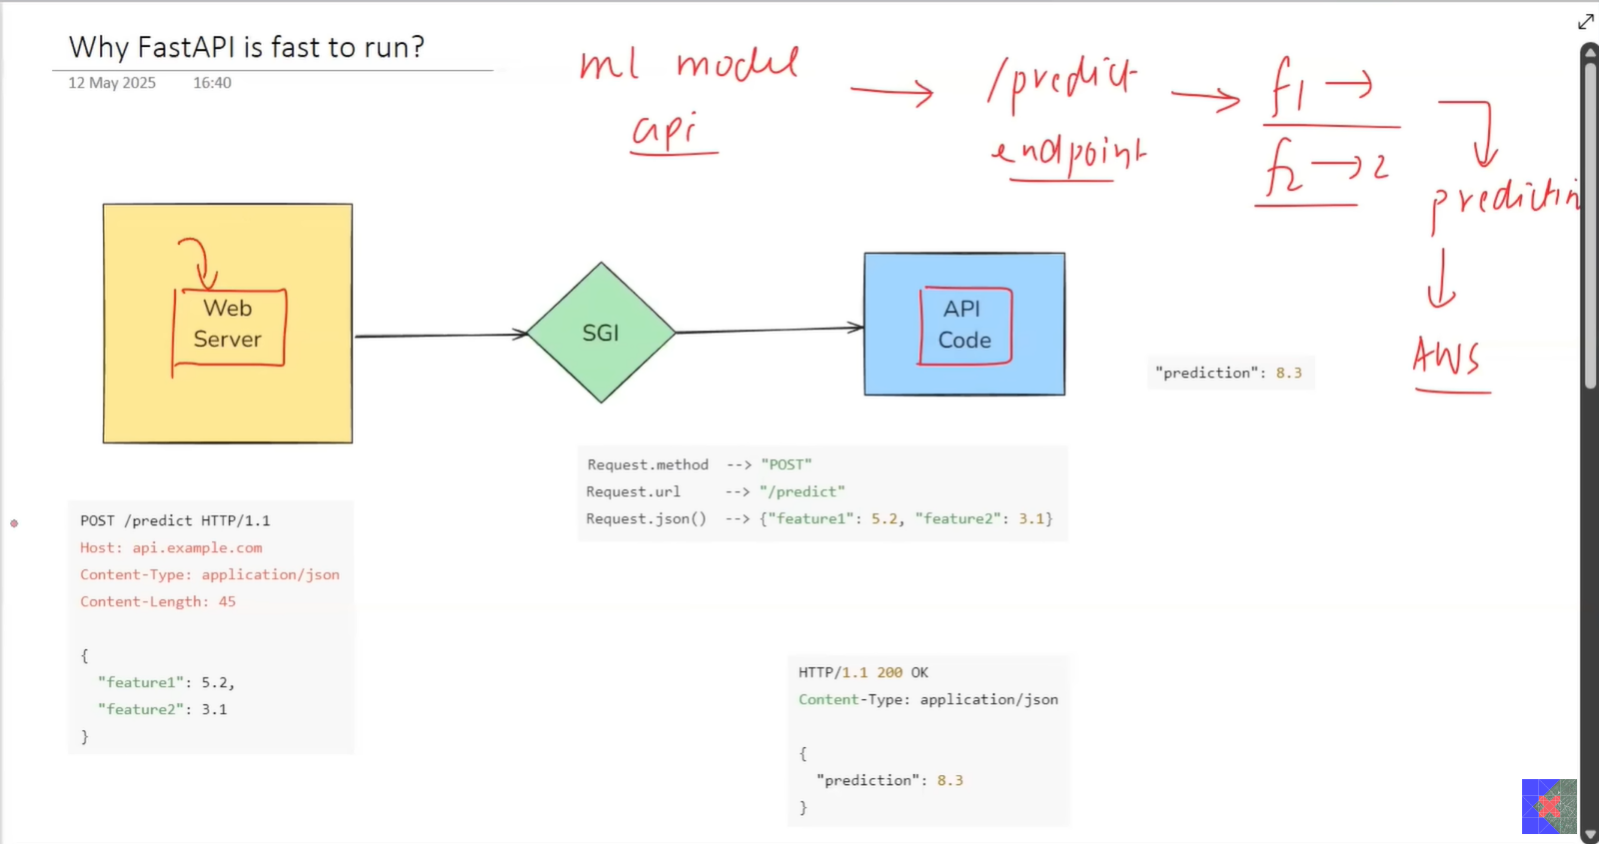 Why FastAPI is fast to run?
12 May 2025 16:40
ml model
api
/predict
endpoint
f1 →
f2 → 2
predictin
AWS
Web
Server
SGI
API
Code
"prediction": 8.3
Request.method --> "POST"
Request.url --> "/predict"
Request.json() --> {"feature1": 5.2, "feature2": 3.1}
POST /predict HTTP/1.1
Host: api.example.com
Content-Type: application/json
Content-Length: 45
{
"feature1": 5.2,
"feature2": 3.1
}
HTTP/1.1 200 OK
Content-Type: application/json
{
"prediction": 8.3
}